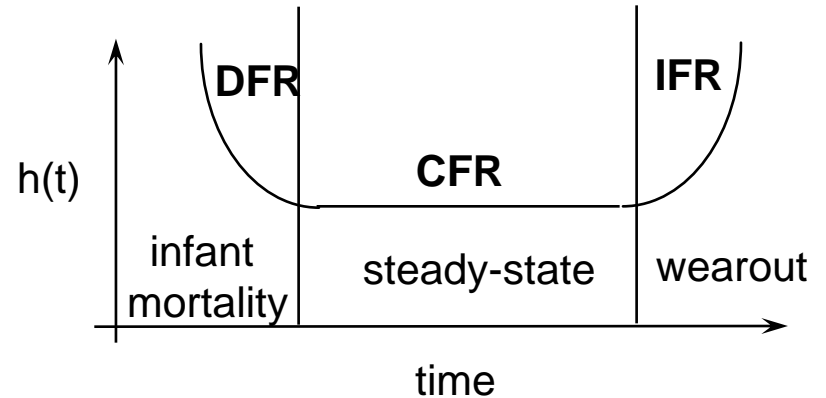 DFR
IFR
h(t)
CFR
infant
mortality
steady-state
wearout
time